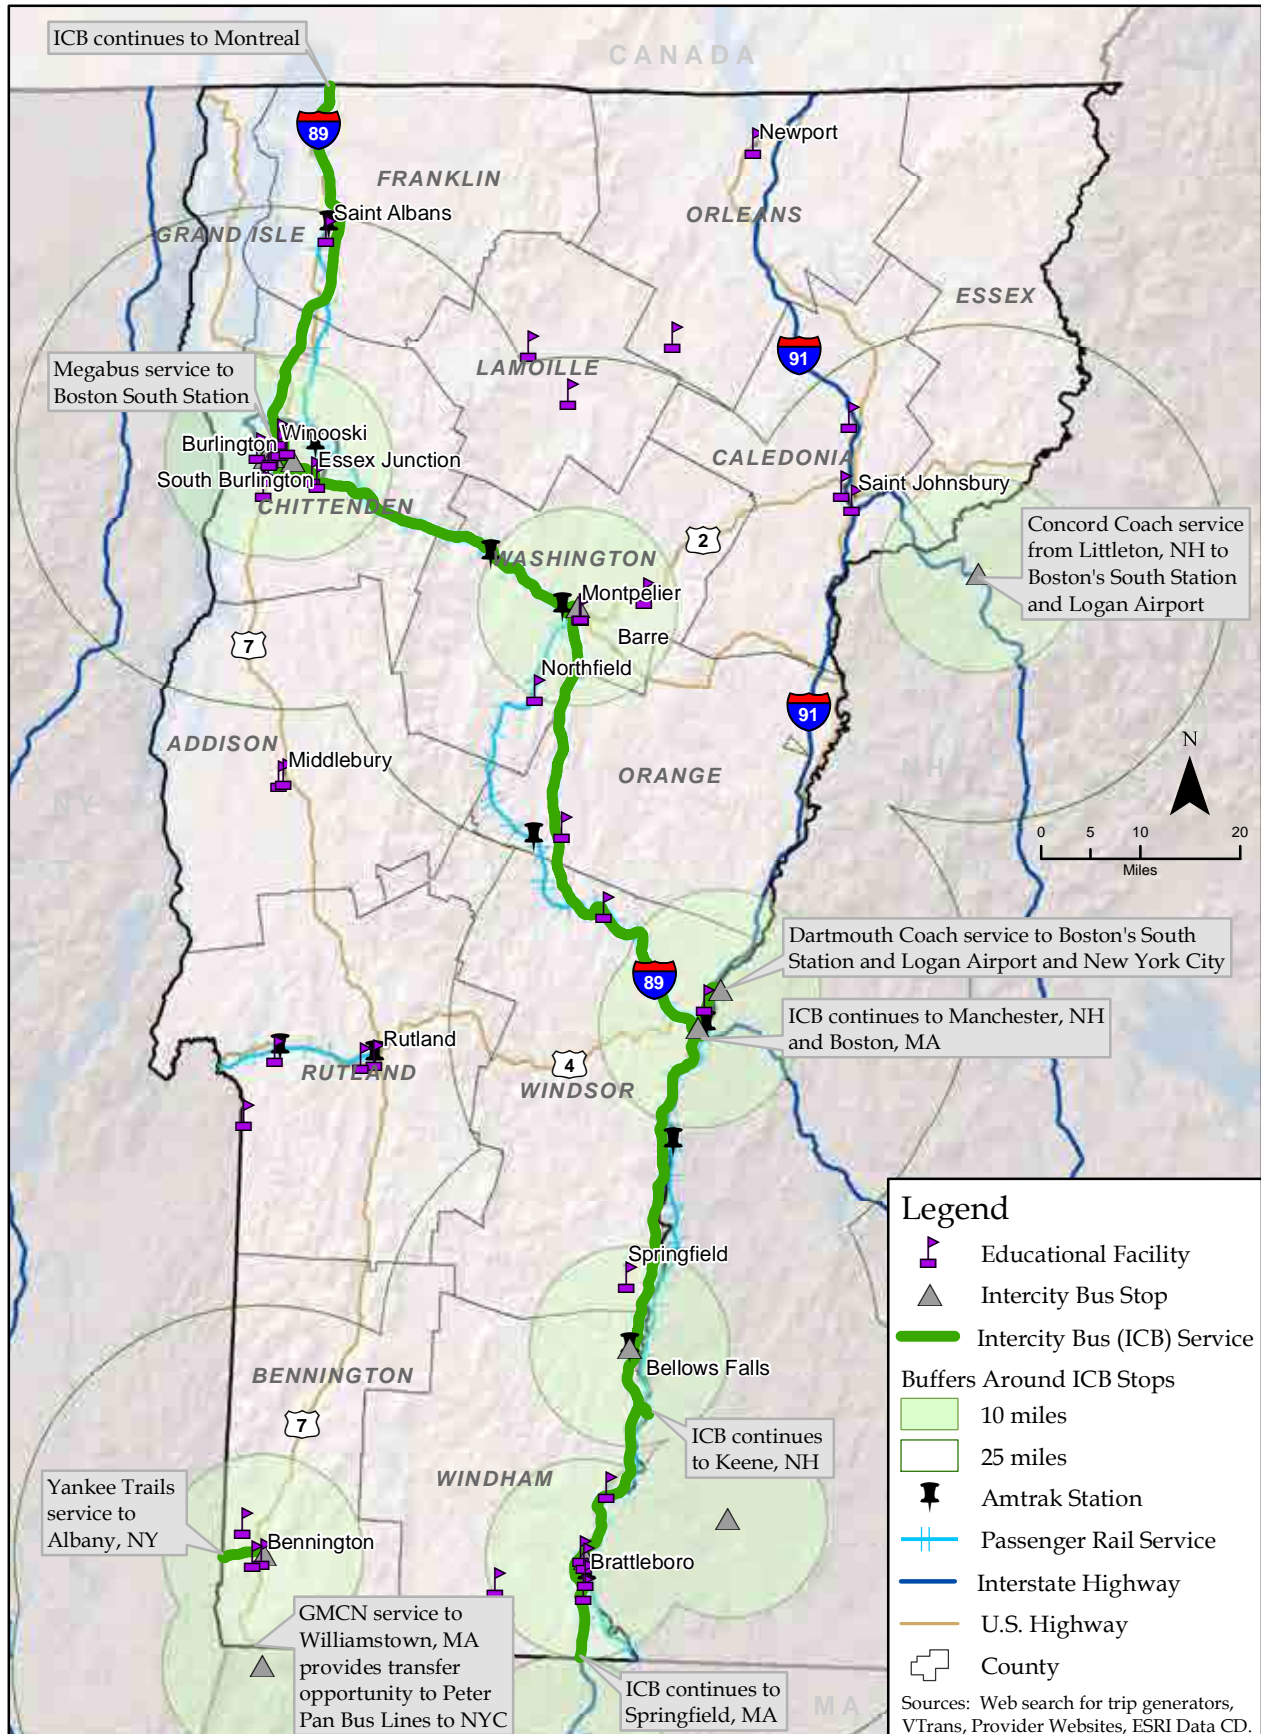 ICB continues to Montreal
CANADA
89
Newport
FRANKLIN
ORLEANS
Saint Albans
GRAND ISLE
ESSEX
91
Megabus service to
Boston South Station
LAMOILLE
Winooski
Burlington
Essex Junction
South Burlington
CHITTENDEN
CALEDONIA
Saint Johnsbury
Concord Coach service
from Littleton, NH to
Boston's South Station
and Logan Airport
2
WASHINGTON
Montpelier
Barre
7
Northfield
91
ADDISON
Middlebury
ORANGE
NY
NH
N
0 5 10 20
Miles
Dartmouth Coach service to Boston's South
Station and Logan Airport and New York City
89
ICB continues to Manchester, NH
and Boston, MA
Rutland
RUTLAND
4
WINDSOR
Springfield
Bellows Falls
BENNINGTON
7
ICB continues
to Keene, NH
WINDHAM
Yankee Trails
service to
Albany, NY
Bennington
Brattleboro
GMCN service to
Williamstown, MA
provides transfer
opportunity to Peter
Pan Bus Lines to NYC
ICB continues to
Springfield, MA
MA
Legend
Educational Facility
Intercity Bus Stop
Intercity Bus (ICB) Service
Buffers Around ICB Stops
10 miles
25 miles
Amtrak Station
Passenger Rail Service
Interstate Highway
U.S. Highway
County
Sources: Web search for trip generators,
VTrans, Provider Websites, ESRI Data CD.